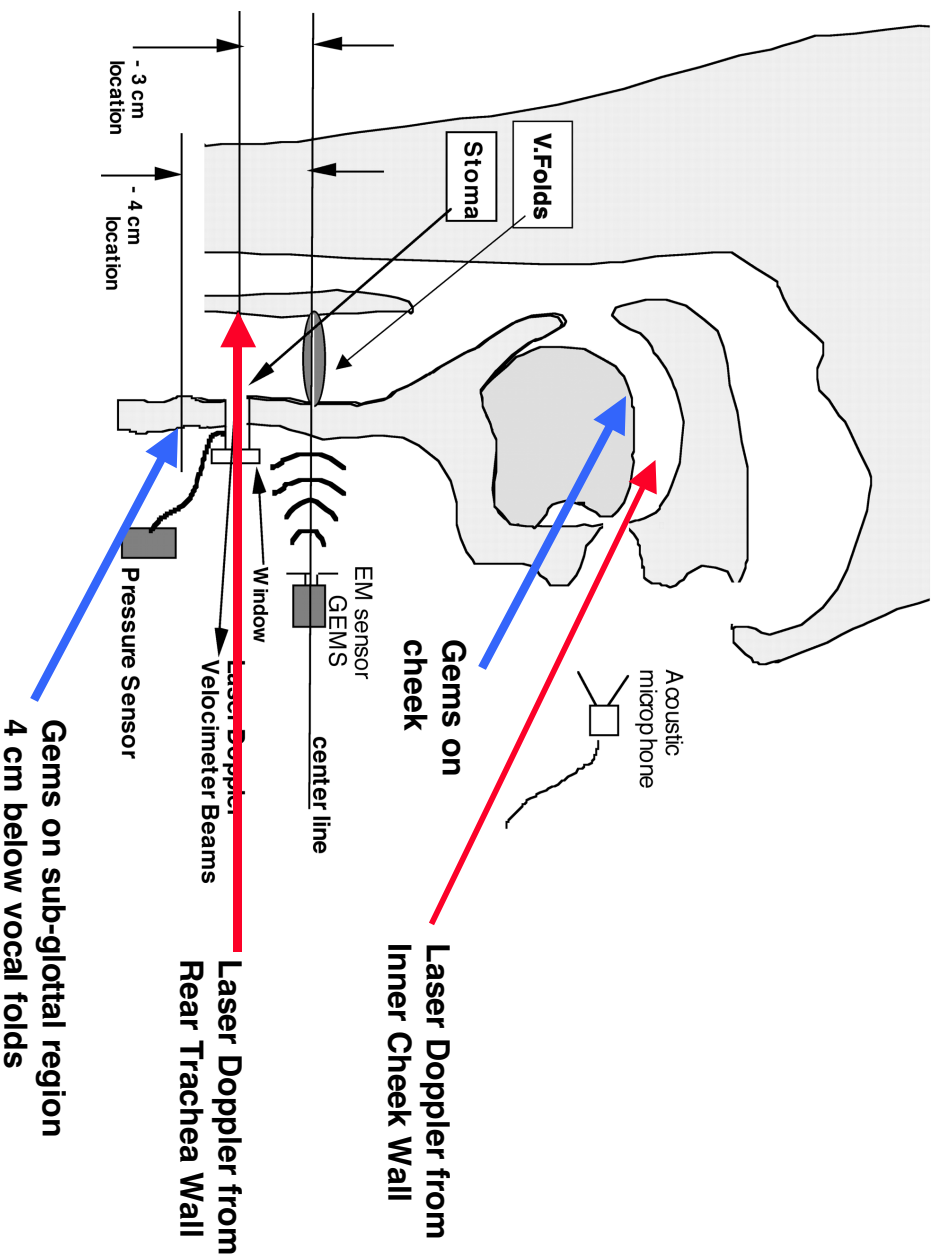 Acoustic
microphone
V.Folds
Stoma
Gems on
cheek
EM sensor
GEMS
center line
Laser Doppler from
Inner Cheek Wall
- 3 cm
location
- 4 cm
location
Window
Laser Doppler
Velocimeter Beams
Laser Doppler from
Rear Trachea Wall
Pressure Sensor
Gems on sub-glottal region
4 cm below vocal folds